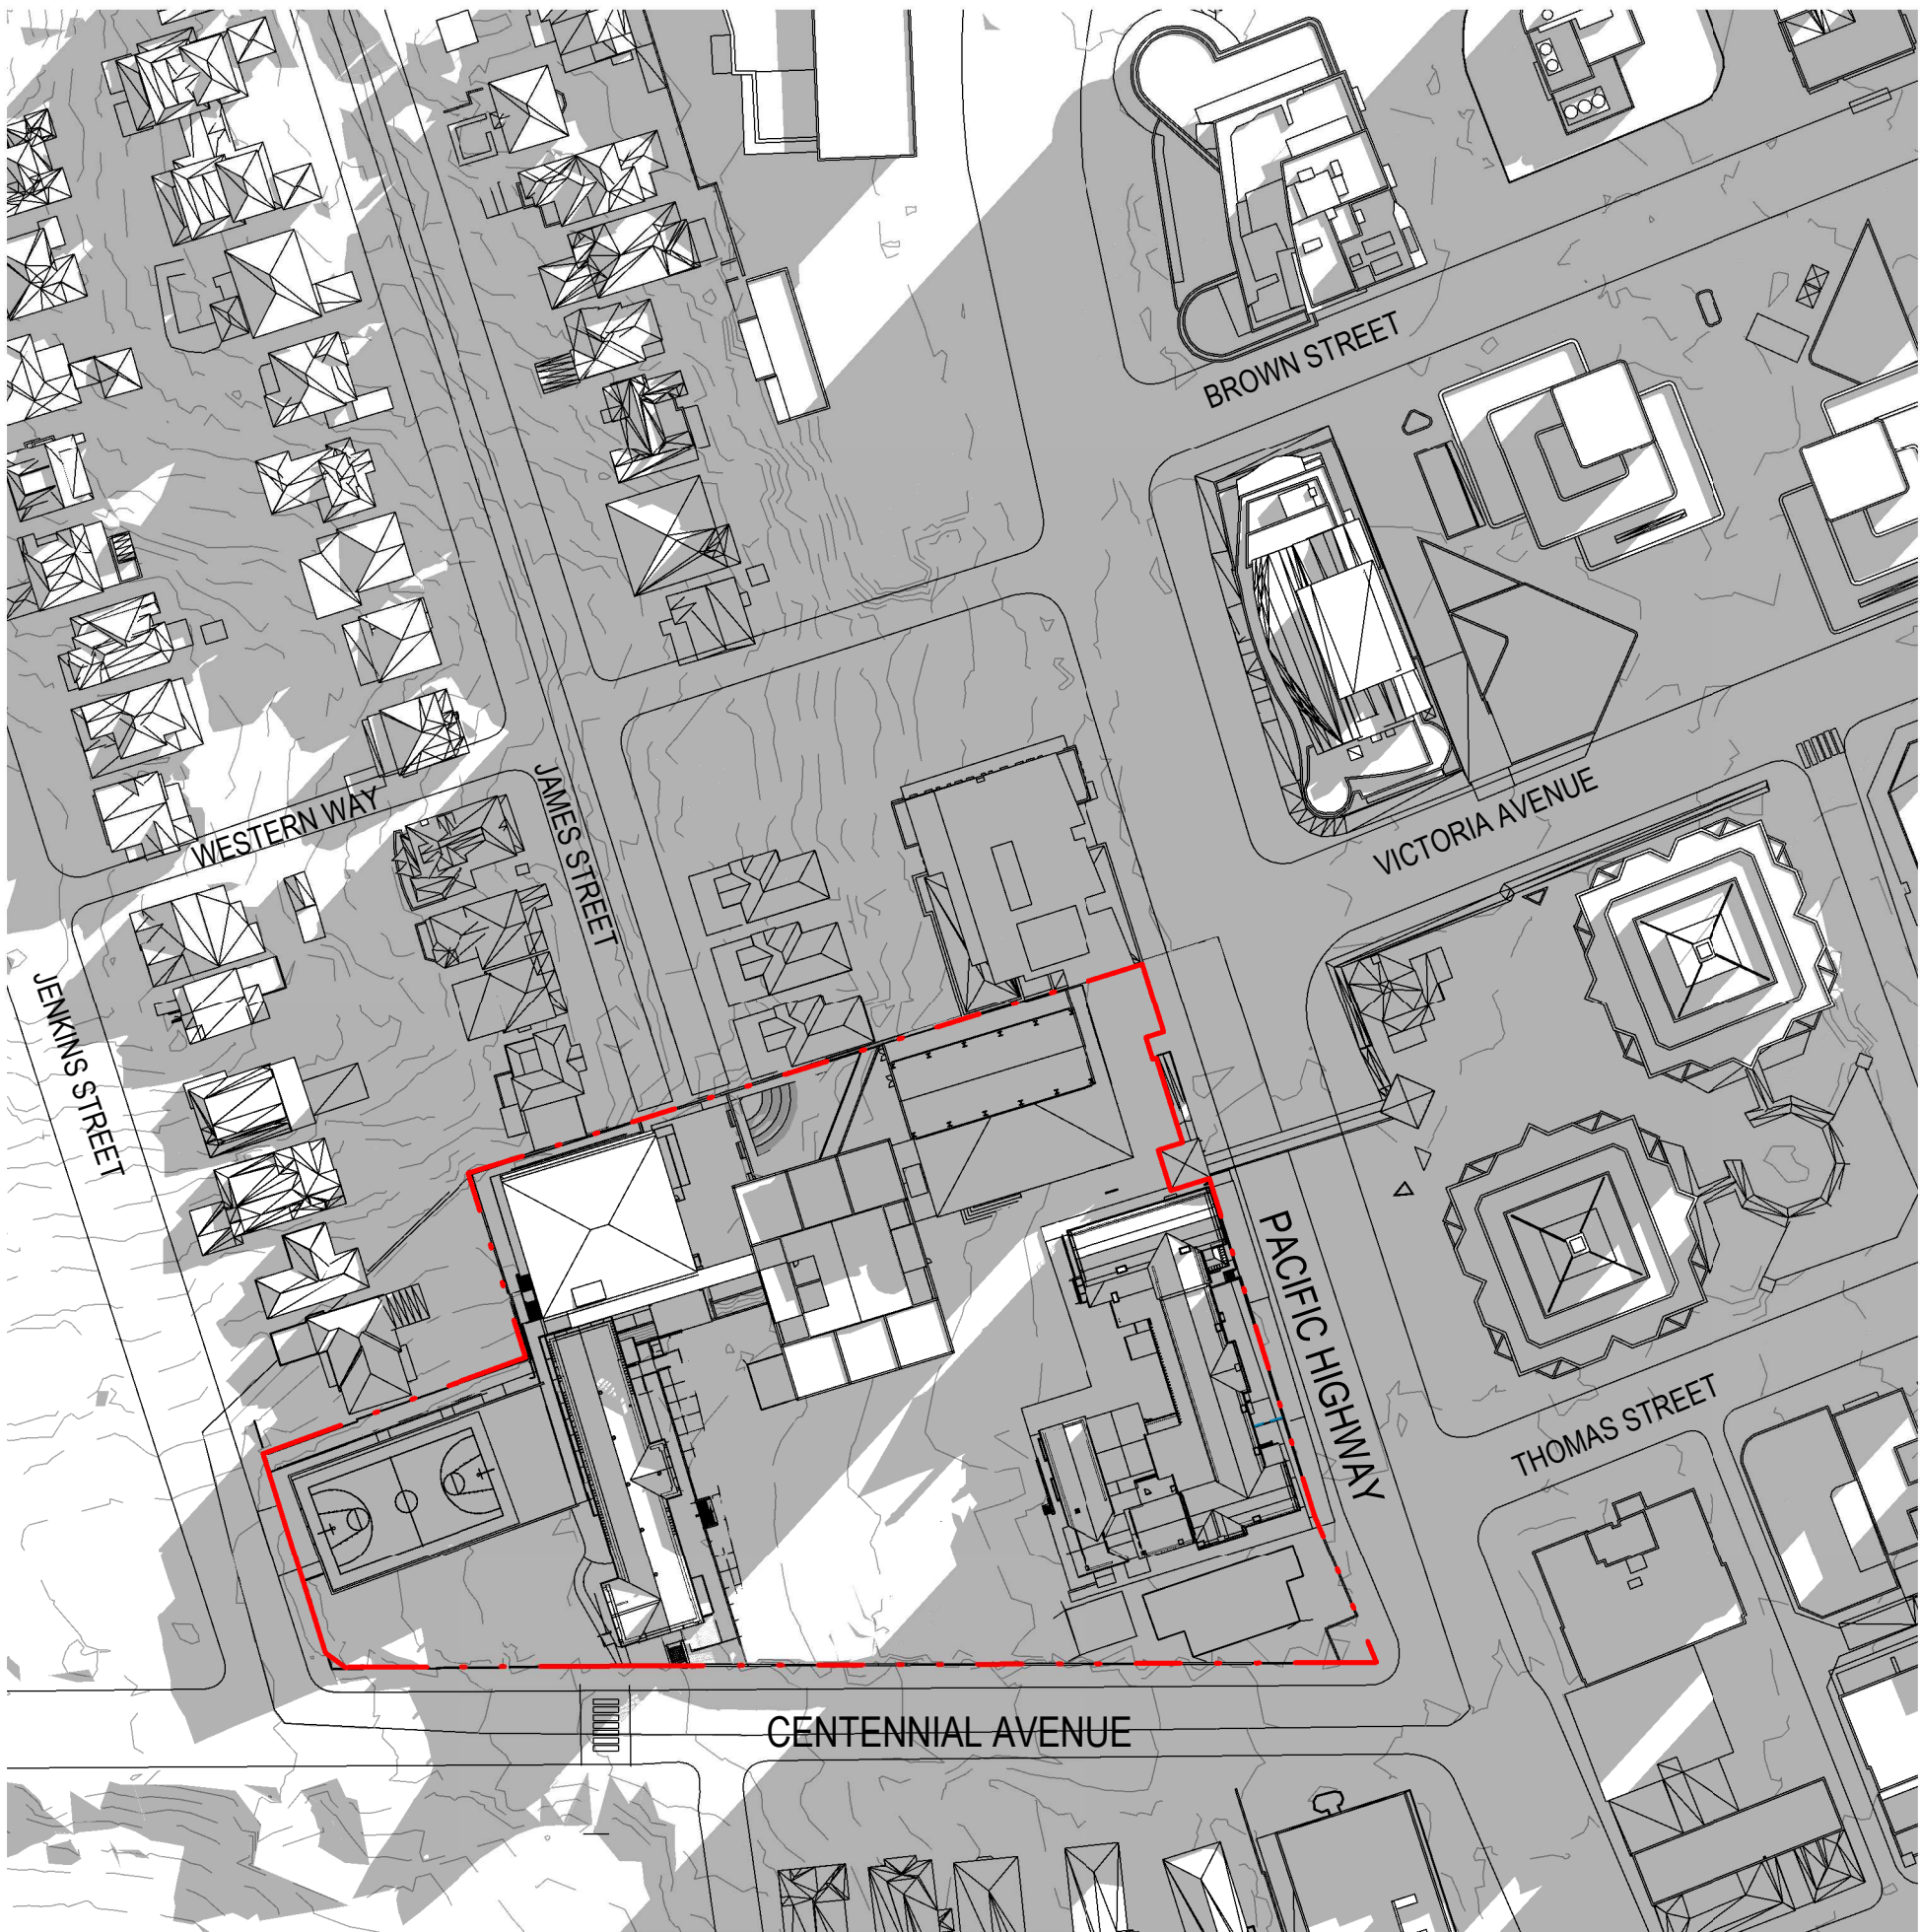 BROWN STREET
VICTORIA AVENUE
WESTERN WAY
JAMES STREET
JENKINS STREET
PACIFIC HIGHWAY
THOMAS STREET
CENTENNIAL AVENUE